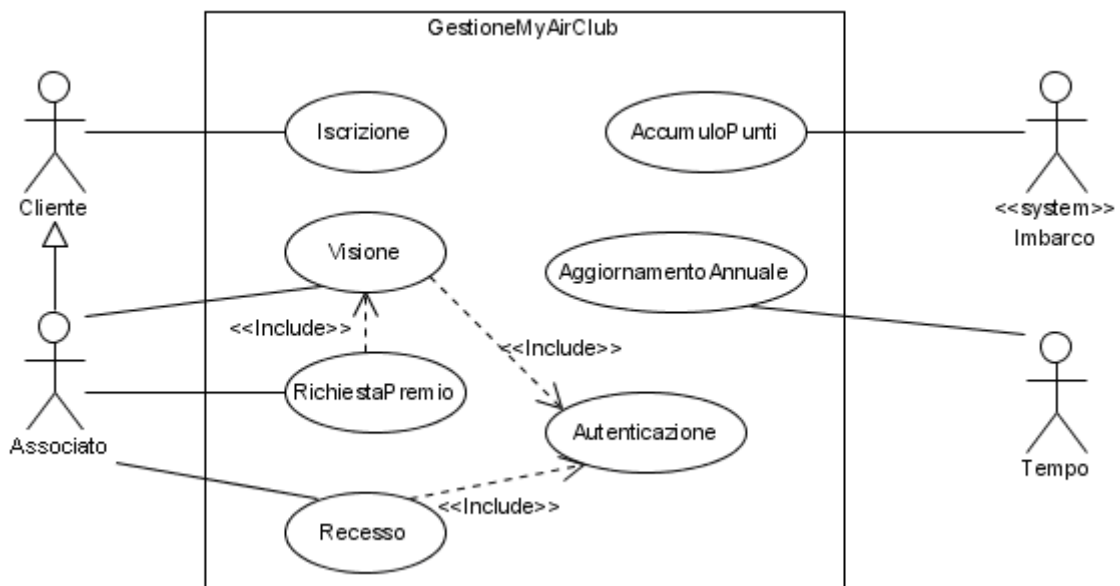 GestioneMyAirClub
Iscrizione
AccumuloPunti
Cliente
<<system>>
Imbarco
Visione
AggiornamentoAnnuale
<<Include>>
<<Include>>
RichiestaPremio
Autenticazione
Associato
Tempo
<<Include>>
Recesso